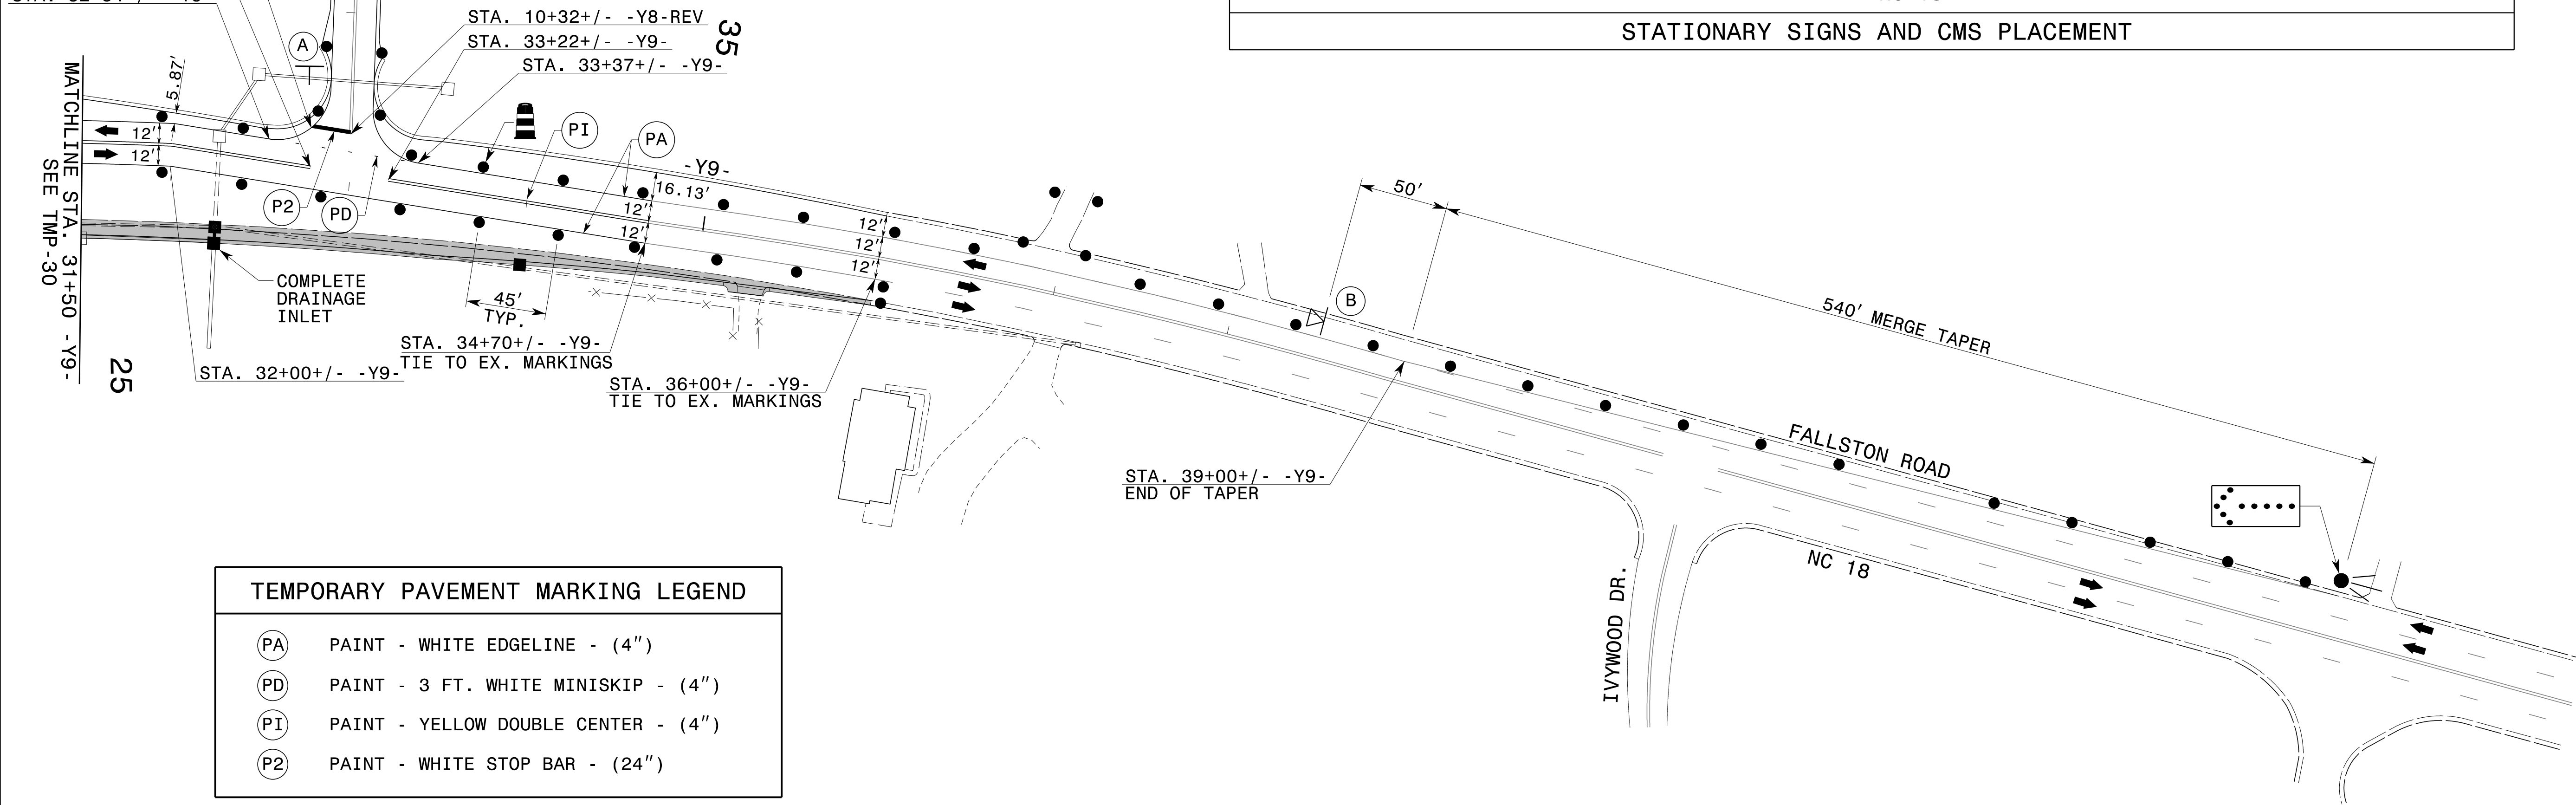 STATIONARY SIGNS AND CMS PLACEMENT
STA. 10+32+/- -Y8-REV
STA. 33+22+/- -Y9-
STA. 33+37+/- -Y9-
35
A
5.87'
MATCHLINE STA. 31+50 -Y9-
SEE TMP-30
12'
12'
PI
PA
-Y9-
16.13'
12'
12'
P2
PD
12'
12'
12'
50'
540' MERGE TAPER
B
COMPLETE
DRAINAGE
INLET
45'
TYP.
25
STA. 32+00+/- -Y9-
STA. 34+70+/- -Y9-
TIE TO EX. MARKINGS
STA. 36+00+/- -Y9-
TIE TO EX. MARKINGS
STA. 39+00+/- -Y9-
END OF TAPER
FALLSTON ROAD
NC 18
IVYWOOD DR.
TEMPORARY PAVEMENT MARKING LEGEND
PA PAINT - WHITE EDGELINE - (4")
PD PAINT - 3 FT. WHITE MINISKIP - (4")
PI PAINT - YELLOW DOUBLE CENTER - (4")
P2 PAINT - WHITE STOP BAR - (24")